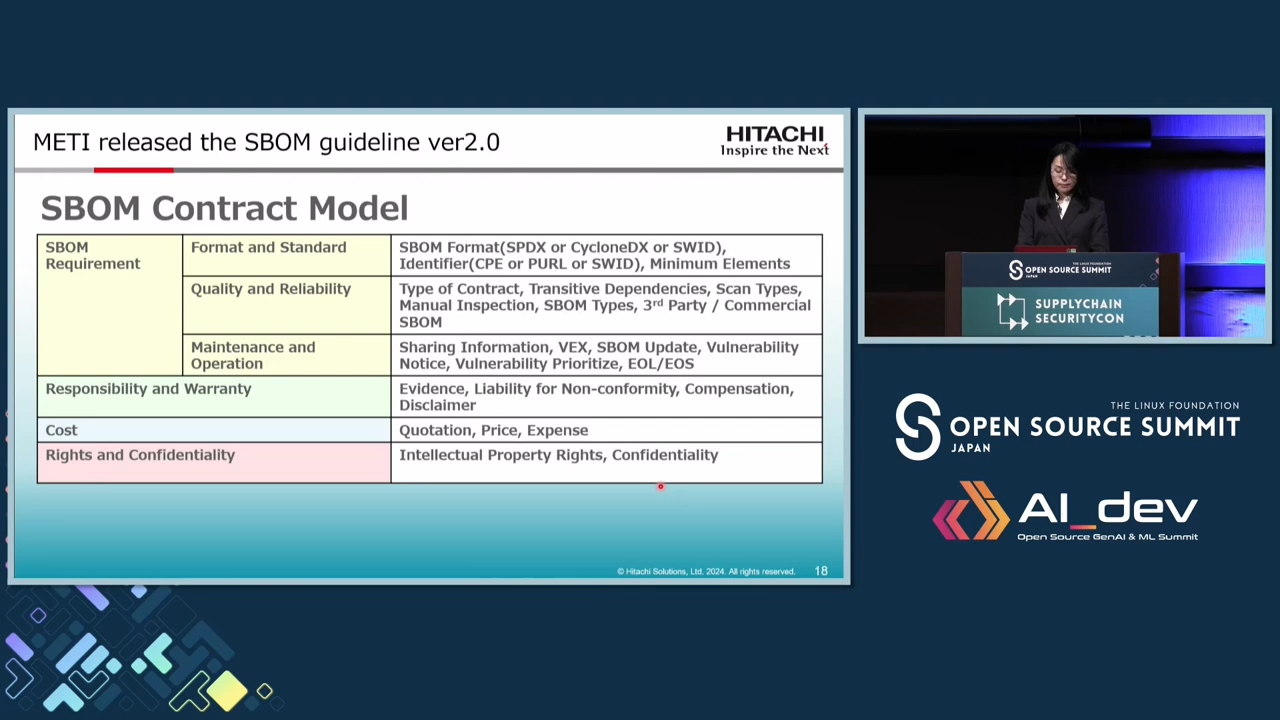 METI released the SBOM guideline ver2.0
HITACHI
Inspire the Next
SBOM Contract Model
SBOM
Requirement
Format and Standard
SBOM Format(SPDX or CycloneDX or SWID),
Identifier(CPE or PURL or SWID), Minimum Elements
Quality and Reliability
Type of Contract, Transitive Dependencies, Scan Types,
Manual Inspection, SBOM Types, 3rd Party / Commercial
SBOM
Maintenance and
Operation
Sharing Information, VEX, SBOM Update, Vulnerability
Notice, Vulnerability Prioritize, EOL/EOS
Responsibility and Warranty
Evidence, Liability for Non-conformity, Compensation,
Disclaimer
Cost
Quotation, Price, Expense
Rights and Confidentiality
Intellectual Property Rights, Confidentiality
© Hitachi Solutions, Ltd. 2024. All rights reserved.
18
THE LINUX FOUNDATION
OPEN SOURCE SUMMIT
JAPAN
SUPPLYCHAIN
SECURITYCON
THE LINUX FOUNDATION
OPEN SOURCE SUMMIT
JAPAN
AI_dev
Open Source GenAI & ML Summit